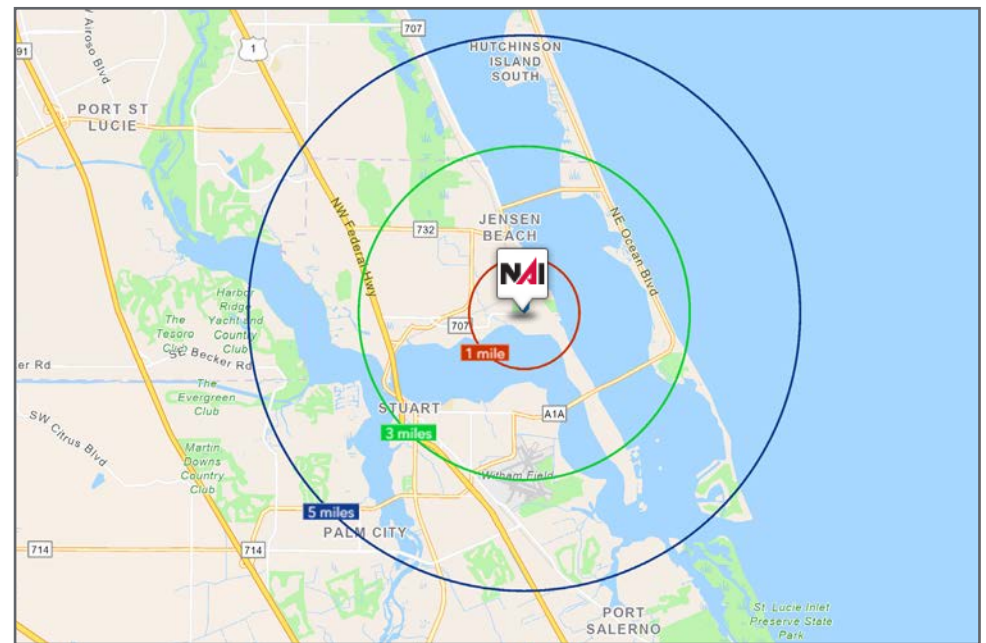 707
HUTCHINSON
ISLAND
SOUTH
W Airoso Blvd
91
1
PORT ST
LUCIE
NW Federal Hwy
732
JENSEN
BEACH
NE Ocean Blvd
NAI
Harbor
Ridge
Yacht and
Country
Club
The
Tesoro
Club
707
1 mile
er Rd
SE Becker Rd
The
Evergreen
Club
STUART
A1A
3 miles
SW Citrus Blvd
Martin
Downs
Country
Club
Witham Field
5 miles
PALM CITY
714
714
PORT
SALERNO
St. Lucie Inlet
Preserve State
Park